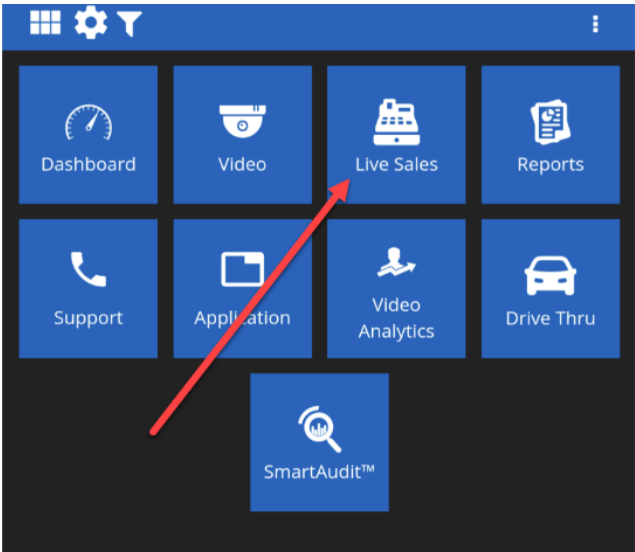 Dashboard
Video
Live Sales
Reports
Support
Application
Video
Analytics
Drive Thru
SmartAudit™